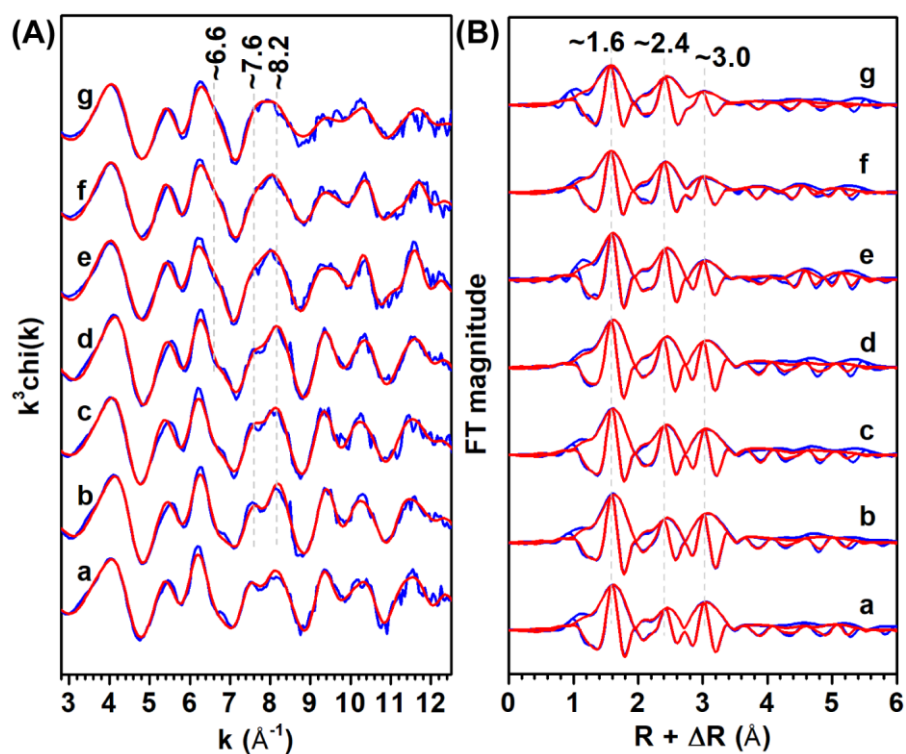 (A)
~6.6
~7.6
~8.2
g
f
e
d
c
b
a
k³chi(k)
3 4 5 6 7 8 9 10 11 12
k (Å⁻¹)
(B)
~1.6 ~2.4 ~3.0
g
f
e
d
c
b
a
FT magnitude
0 1 2 3 4 5 6
R + ΔR (Å)